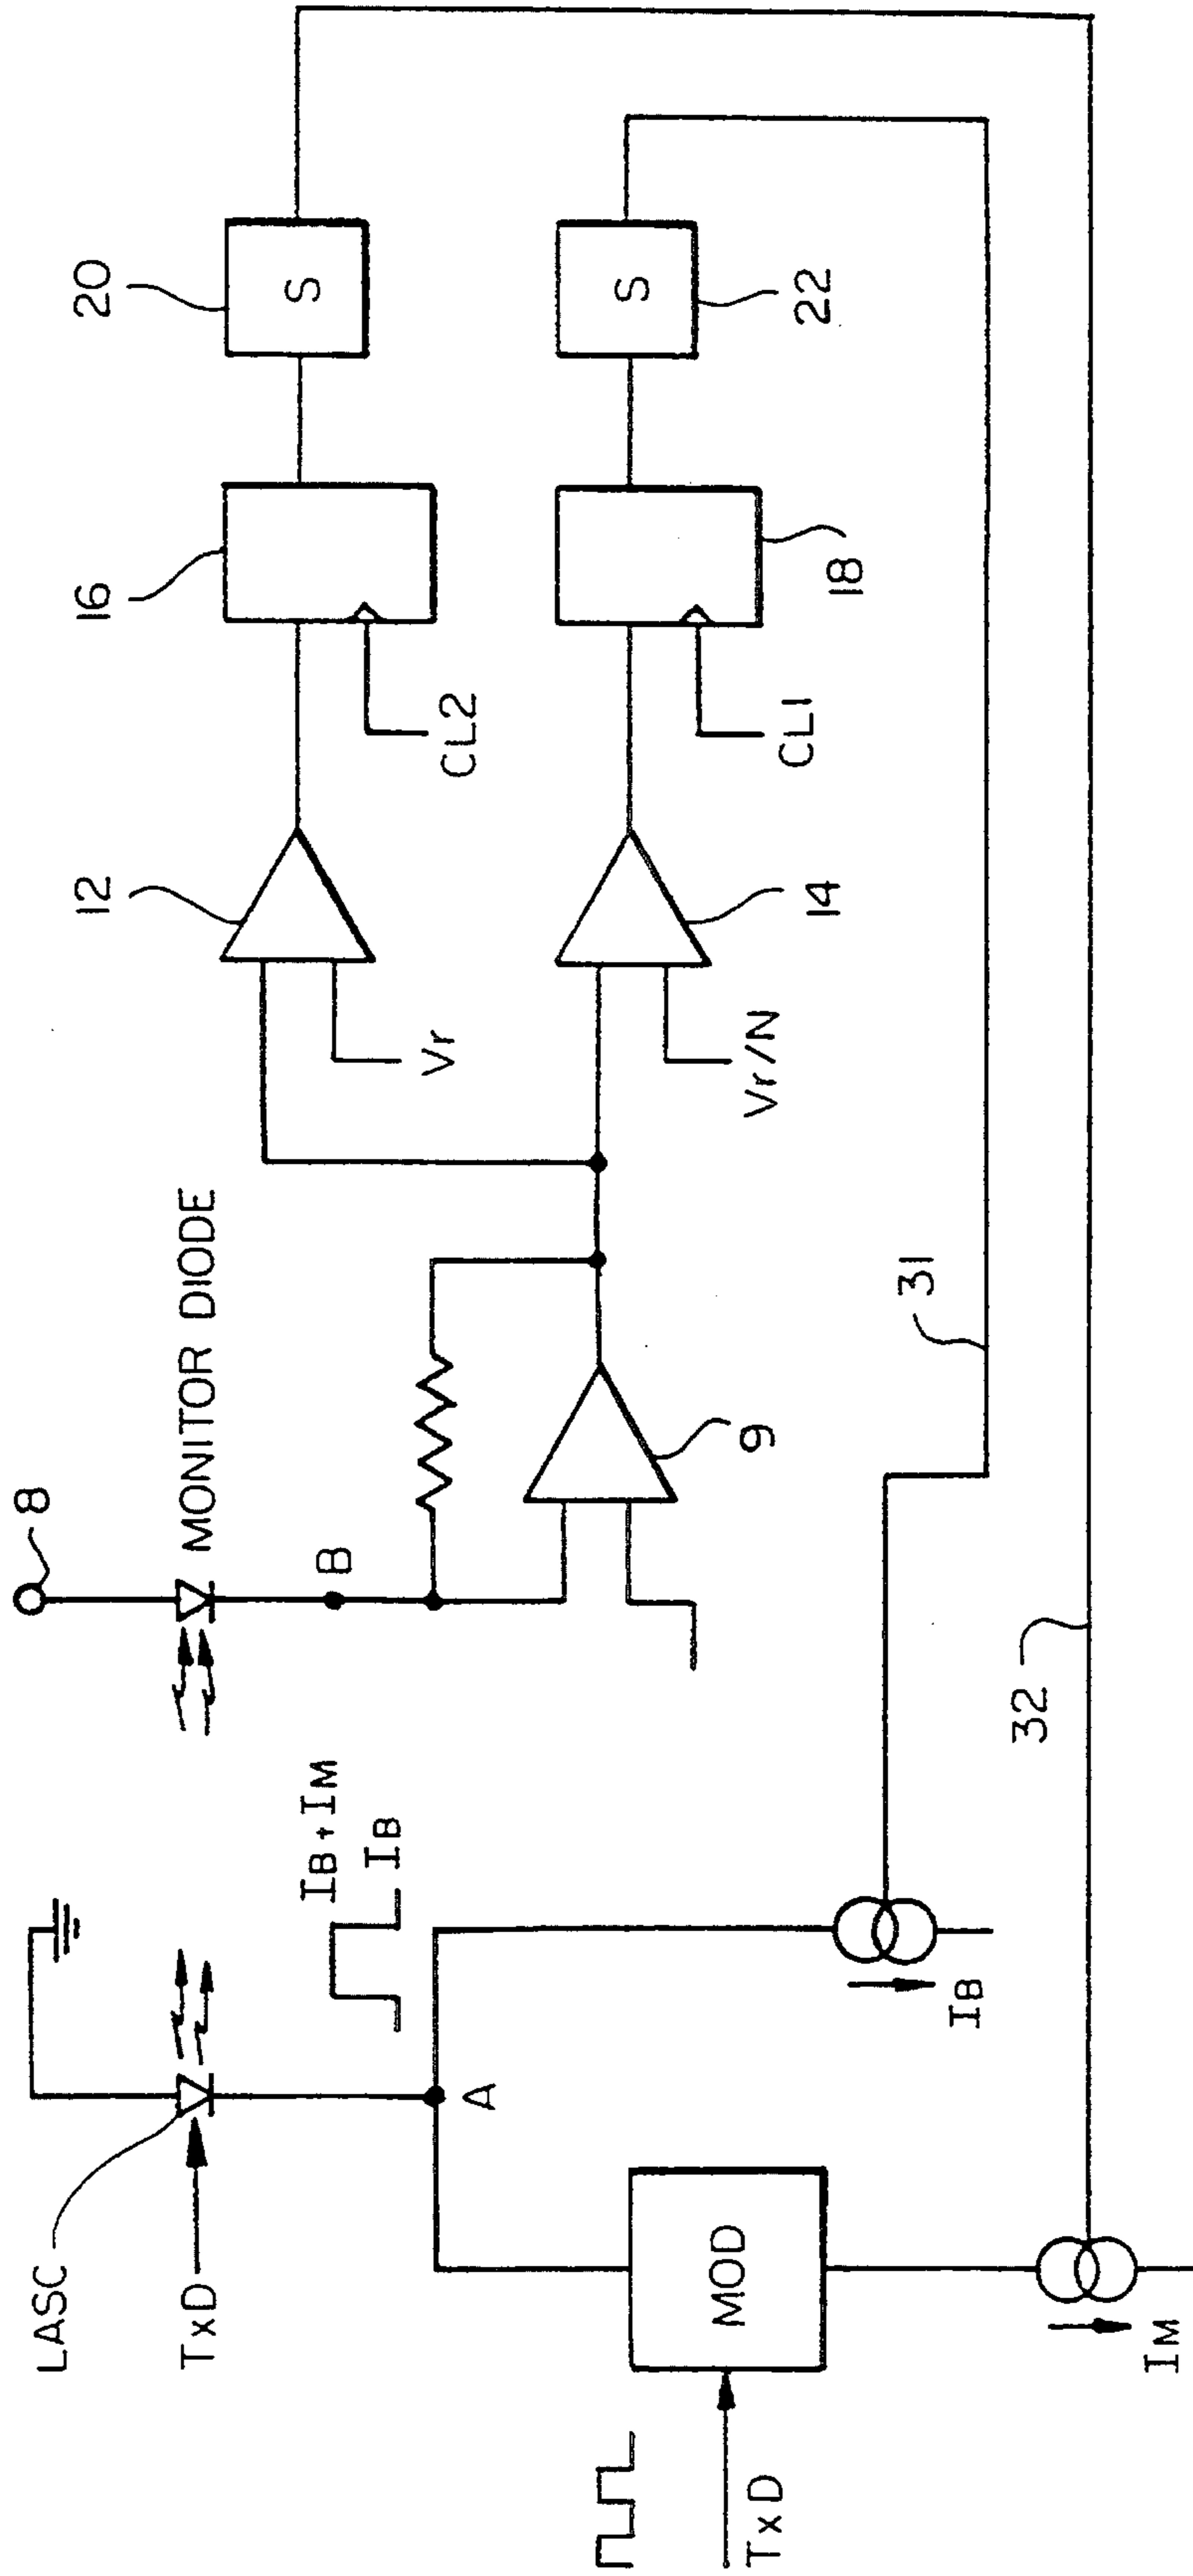 LASC
TxD
IB+IM
IB
A
MOD
TxD
IB
IM
8
MONITOR DIODE
B
9
12
Vr
14
Vr/N
16
CL2
18
CL1
20
S
22
S
31
32